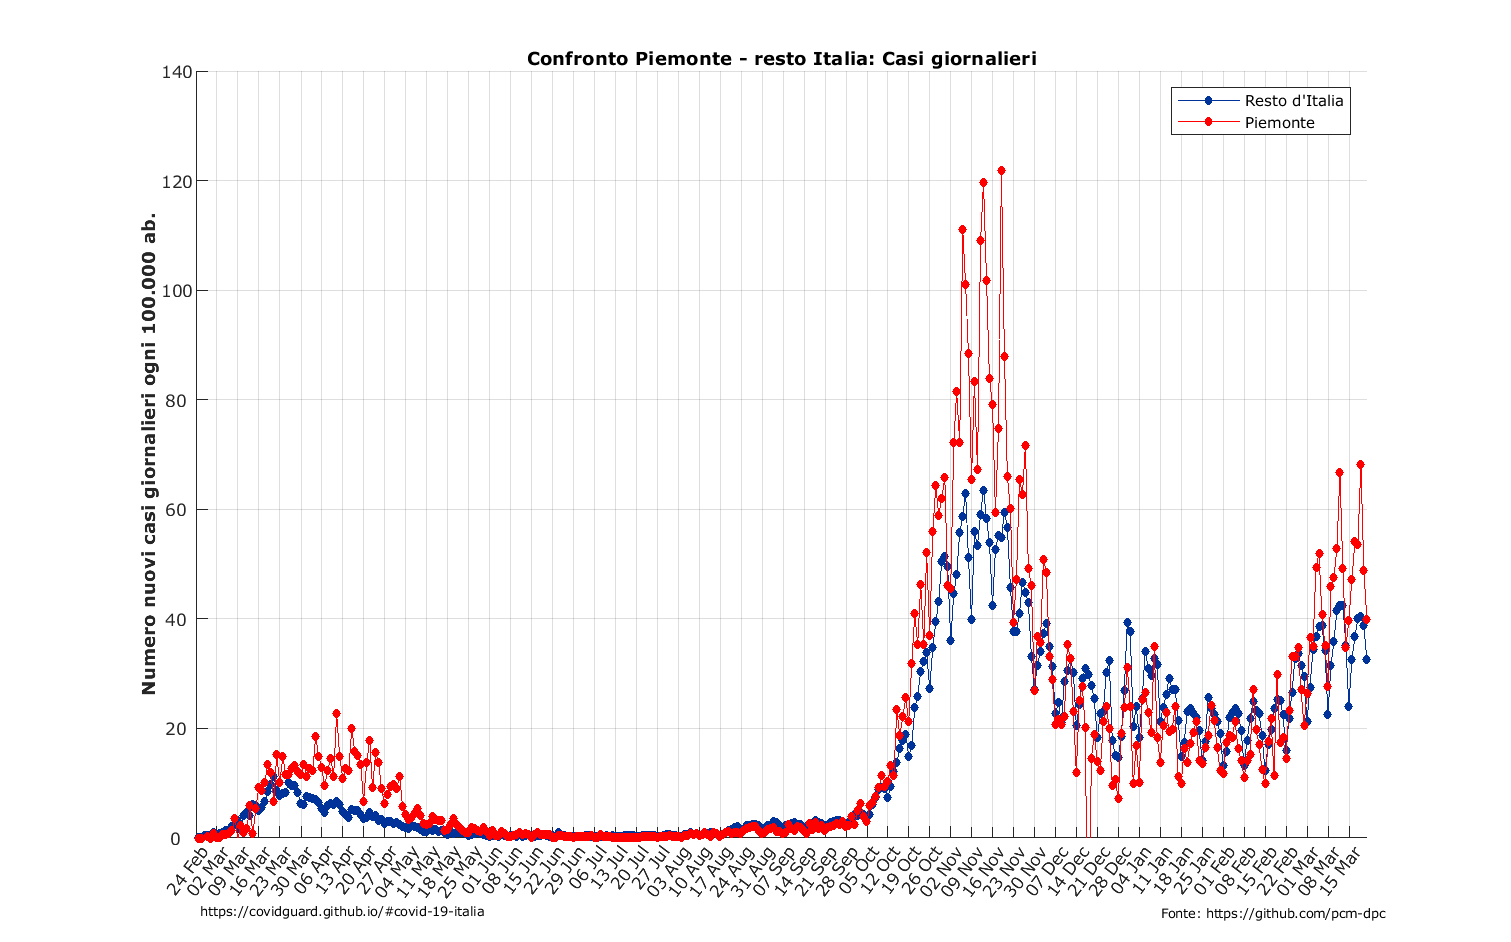 Confronto Piemonte - resto Italia: Casi giornalieri
Resto d'Italia
Piemonte
Numero nuovi casi giornalieri ogni 100.000 ab.
140
120
100
80
60
40
20
0
24 Feb
02 Mar
09 Mar
16 Mar
23 Mar
30 Mar
06 Apr
13 Apr
20 Apr
27 Apr
04 May
11 May
18 May
25 May
01 Jun
08 Jun
15 Jun
22 Jun
29 Jun
06 Jul
13 Jul
20 Jul
27 Jul
03 Aug
10 Aug
17 Aug
24 Aug
31 Aug
07 Sep
14 Sep
21 Sep
28 Sep
05 Oct
12 Oct
19 Oct
26 Oct
02 Nov
09 Nov
16 Nov
23 Nov
30 Nov
07 Dec
14 Dec
21 Dec
28 Dec
04 Jan
11 Jan
18 Jan
25 Jan
01 Feb
08 Feb
15 Feb
22 Feb
01 Mar
08 Mar
15 Mar
https://covidguard.github.io/#covid-19-italia
Fonte: https://github.com/pcm-dpc